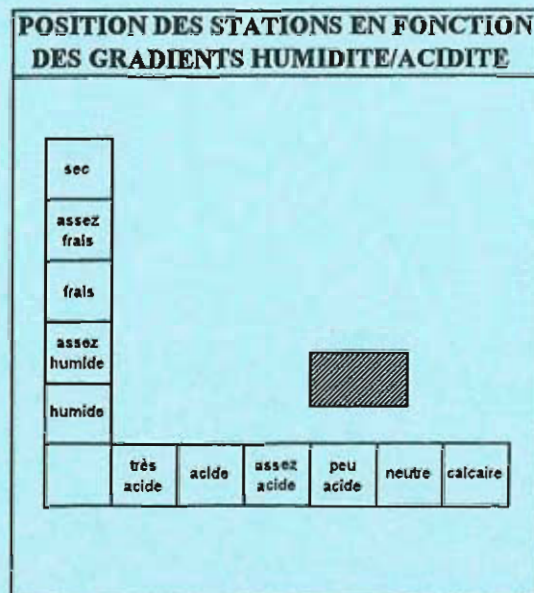 POSITION DES STATIONS EN FONCTION
DES GRADIENTS HUMIDITE/ACIDITE
sec
assez
frais
frais
assez
humide
humide
très
acide
acide
assez
acide
peu
acide
neutre
calcaire